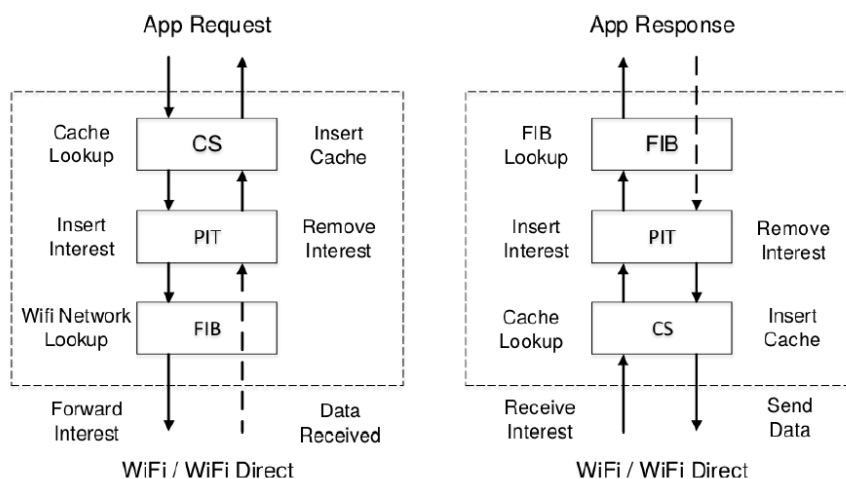 App Request
Cache
Lookup
CS
Insert
Cache
Insert
Interest
PIT
Remove
Interest
Wifi Network
Lookup
FIB
Forward
Interest
Data
Received
WiFi / WiFi Direct
App Response
FIB
Lookup
FIB
Insert
Interest
PIT
Remove
Interest
Cache
Lookup
CS
Insert
Cache
Receive
Interest
Send
Data
WiFi / WiFi Direct